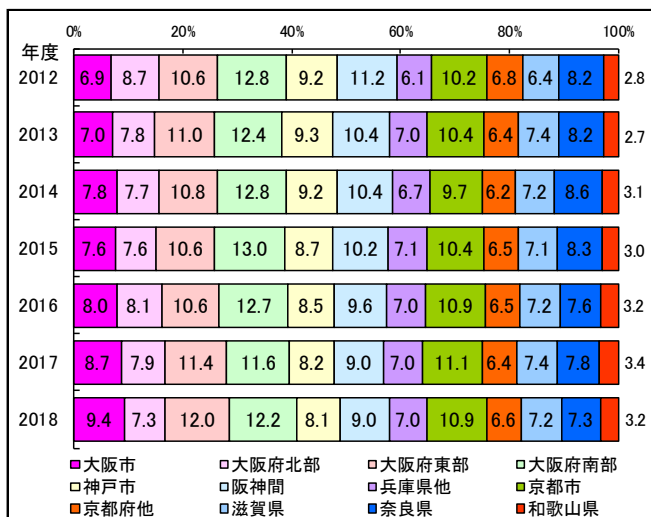 0% 20% 40% 60% 80% 100%
年度
2012 6.9 8.7 10.6 12.8 9.2 11.2 6.1 10.2 6.8 6.4 8.2 2.8
2013 7.0 7.8 11.0 12.4 9.3 10.4 7.0 10.4 6.4 7.4 8.2 2.7
2014 7.8 7.7 10.8 12.8 9.2 10.4 6.7 9.7 6.2 7.2 8.6 3.1
2015 7.6 7.6 10.6 13.0 8.7 10.2 7.1 10.4 6.5 7.1 8.3 3.0
2016 8.0 8.1 10.6 12.7 8.5 9.6 7.0 10.9 6.5 7.2 7.6 3.2
2017 8.7 7.9 11.4 11.6 8.2 9.0 7.0 11.1 6.4 7.4 7.8 3.4
2018 9.4 7.3 12.0 12.2 8.1 9.0 7.0 10.9 6.6 7.2 7.3 3.2
大阪市 大阪府北部 大阪府東部 大阪府南部
神戸市 阪神間 兵庫県他 京都市
京都府他 滋賀県 奈良県 和歌山県